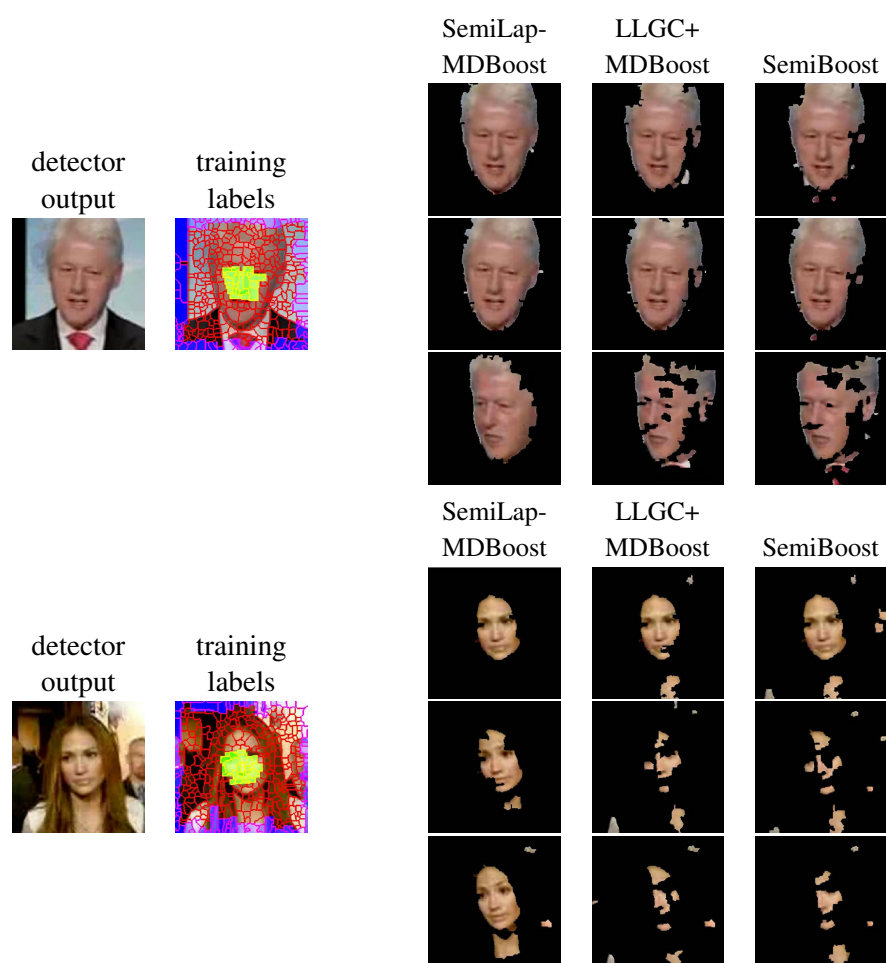 SemiLap-
MDBoost
LLGC+
MDBoost
SemiBoost
detector
output
training
labels
SemiLap-
MDBoost
LLGC+
MDBoost
SemiBoost
detector
output
training
labels